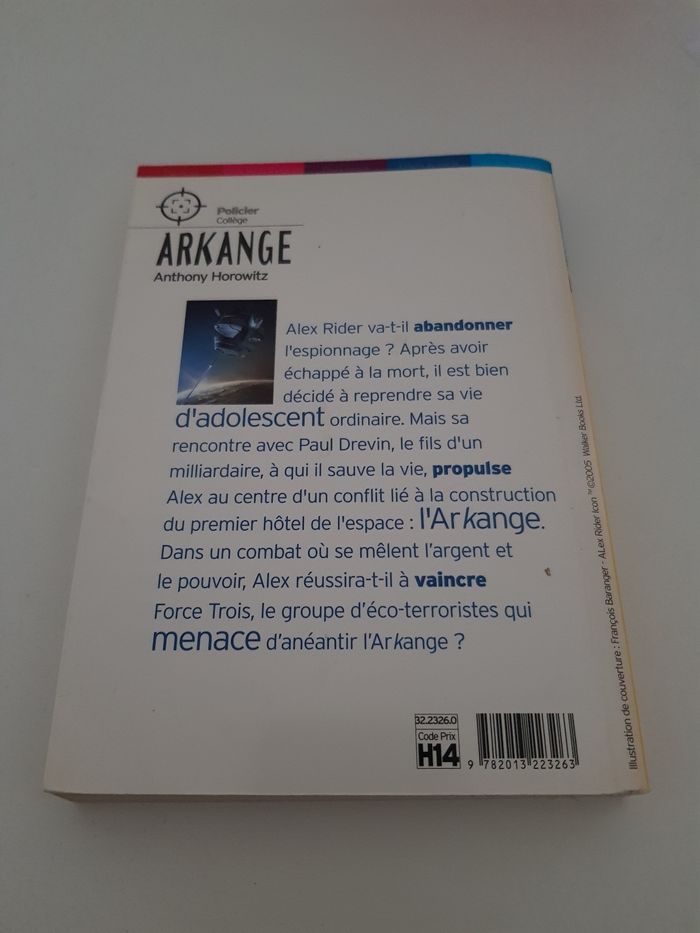 Policier
Collège
ARKANGE
Anthony Horowitz
Alex Rider va-t-il abandonner
l'espionnage ? Après avoir
échappé à la mort, il est bien
décidé à reprendre sa vie
d'adolescent ordinaire. Mais sa
rencontre avec Paul Drevin, le fils d'un
milliardaire, à qui il sauve la vie, propulse
Alex au centre d'un conflit lié à la construction
du premier hôtel de l'espace : l'Arkange.
Dans un combat où se mêlent l'argent et
le pouvoir, Alex réussira-t-il à vaincre
Force Trois, le groupe d'éco-terroristes qui
menace d'anéantir l'Arkange ?
32.2326.0
Code Prix
H14
9 782013 223263
Illustration de couverture : François Baranger - ALex Rider Icon ™©2005 Walker Books Ltd.